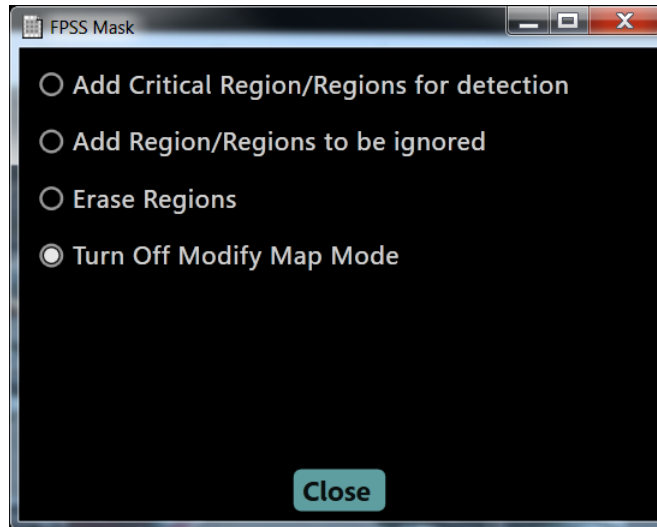 FPSS Mask
Add Critical Region/Regions for detection
Add Region/Regions to be ignored
Erase Regions
Turn Off Modify Map Mode
Close